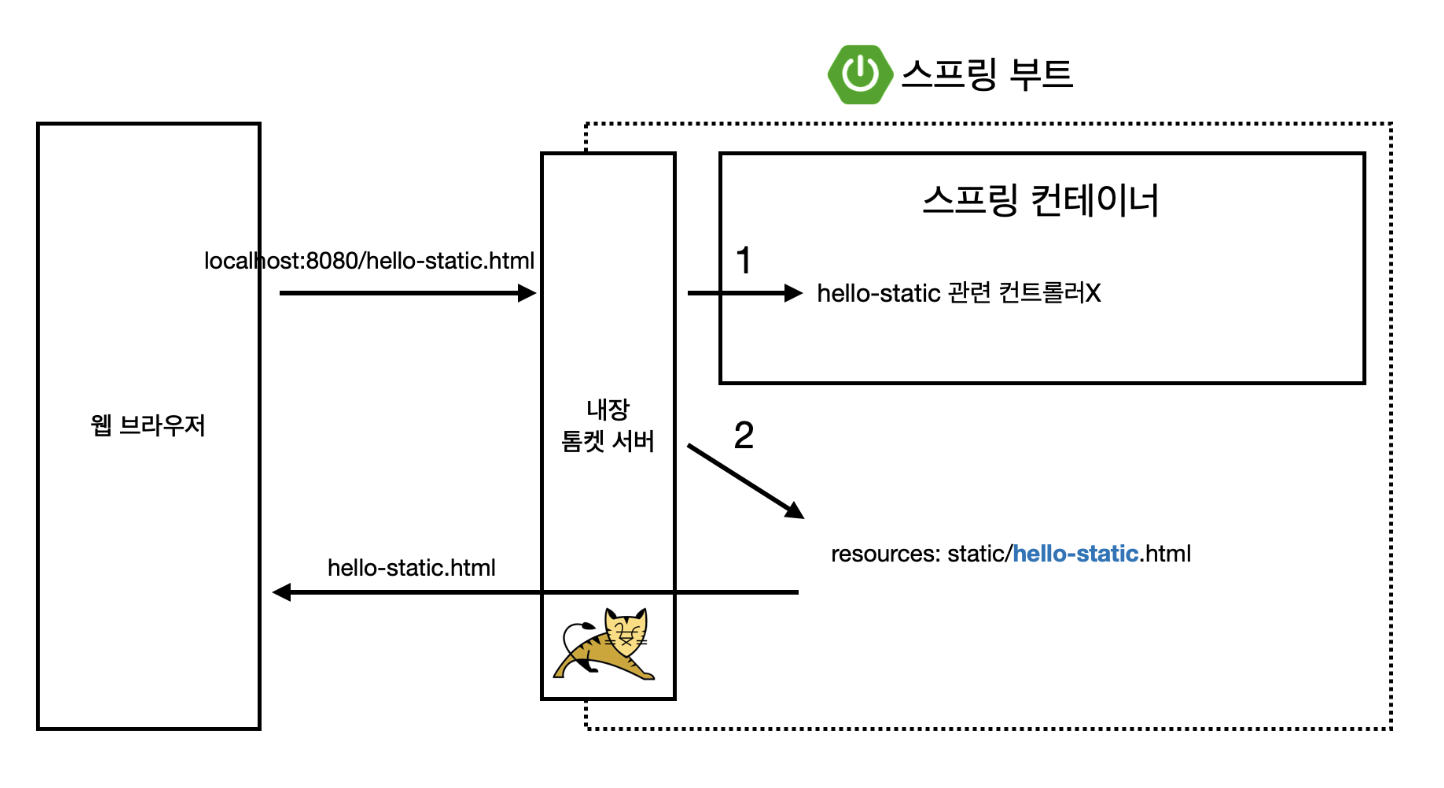 스프링 부트
스프링 컨테이너
localhost:8080/hello-static.html
1
hello-static 관련 컨트롤러X
웹 브라우저
내장
톰켓 서버
2
resources: static/hello-static.html
hello-static.html